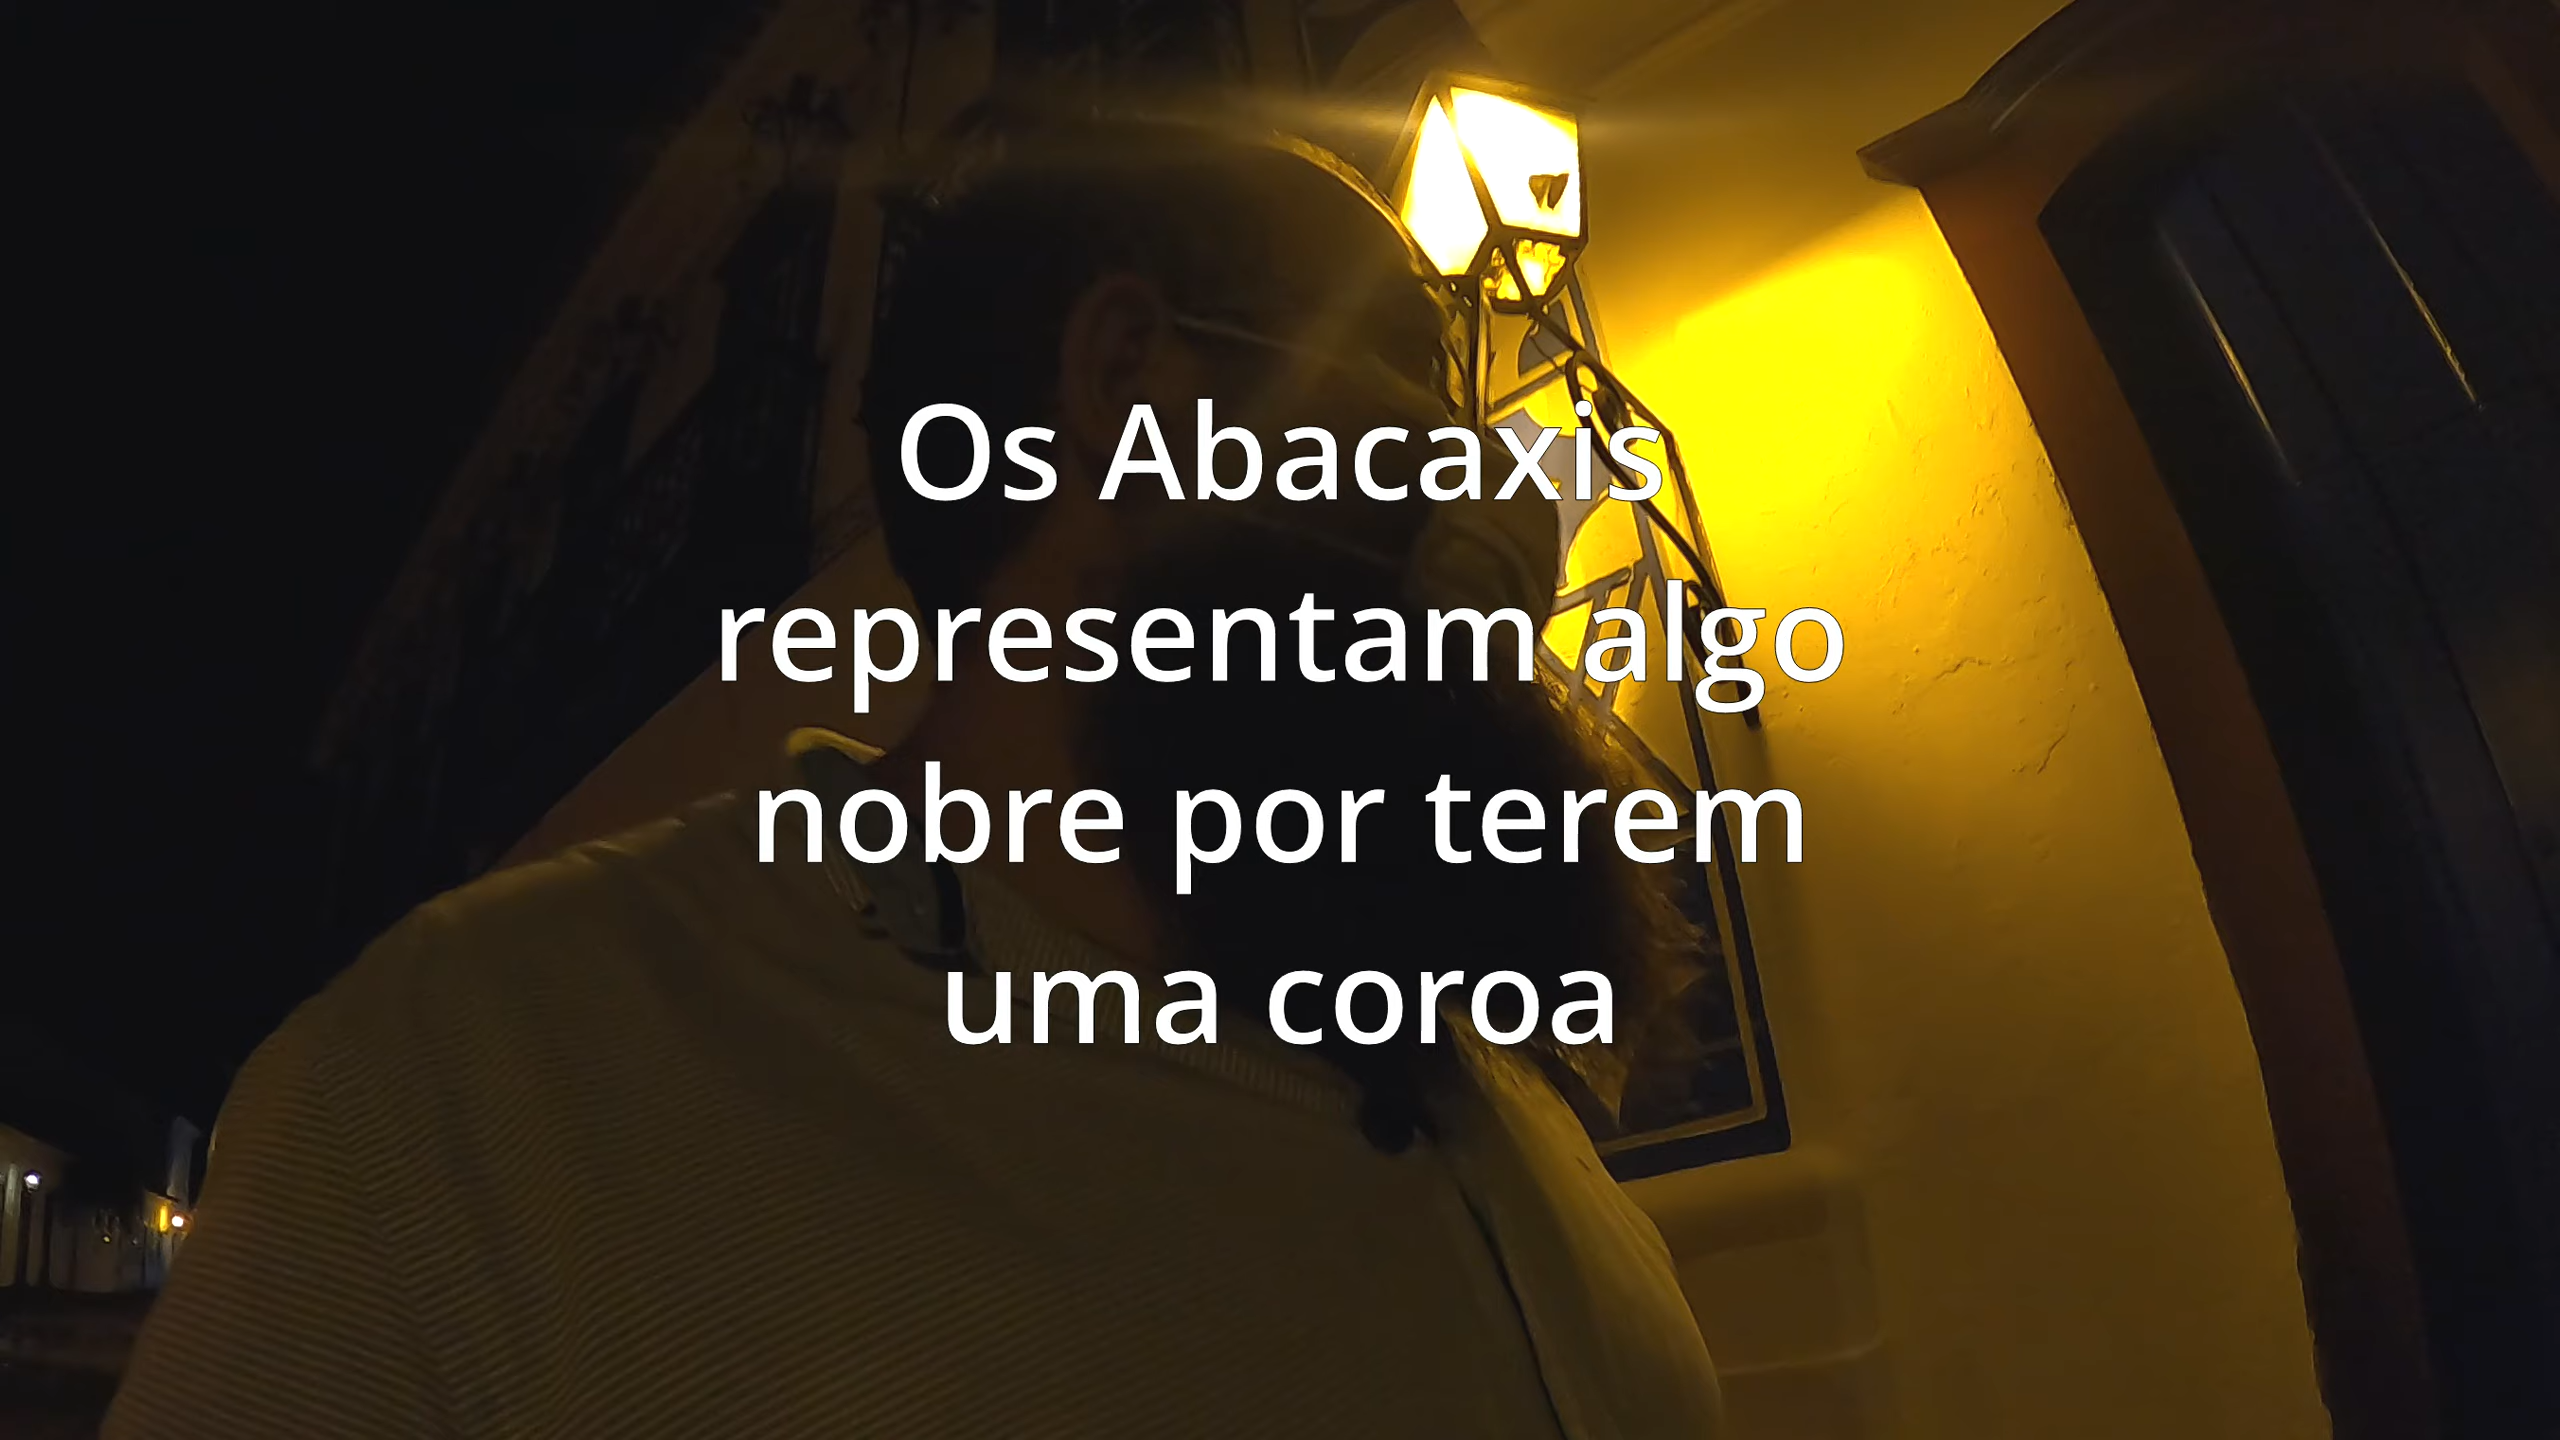 Os Abacaxis
representam algo
nobre por terem
uma coroa